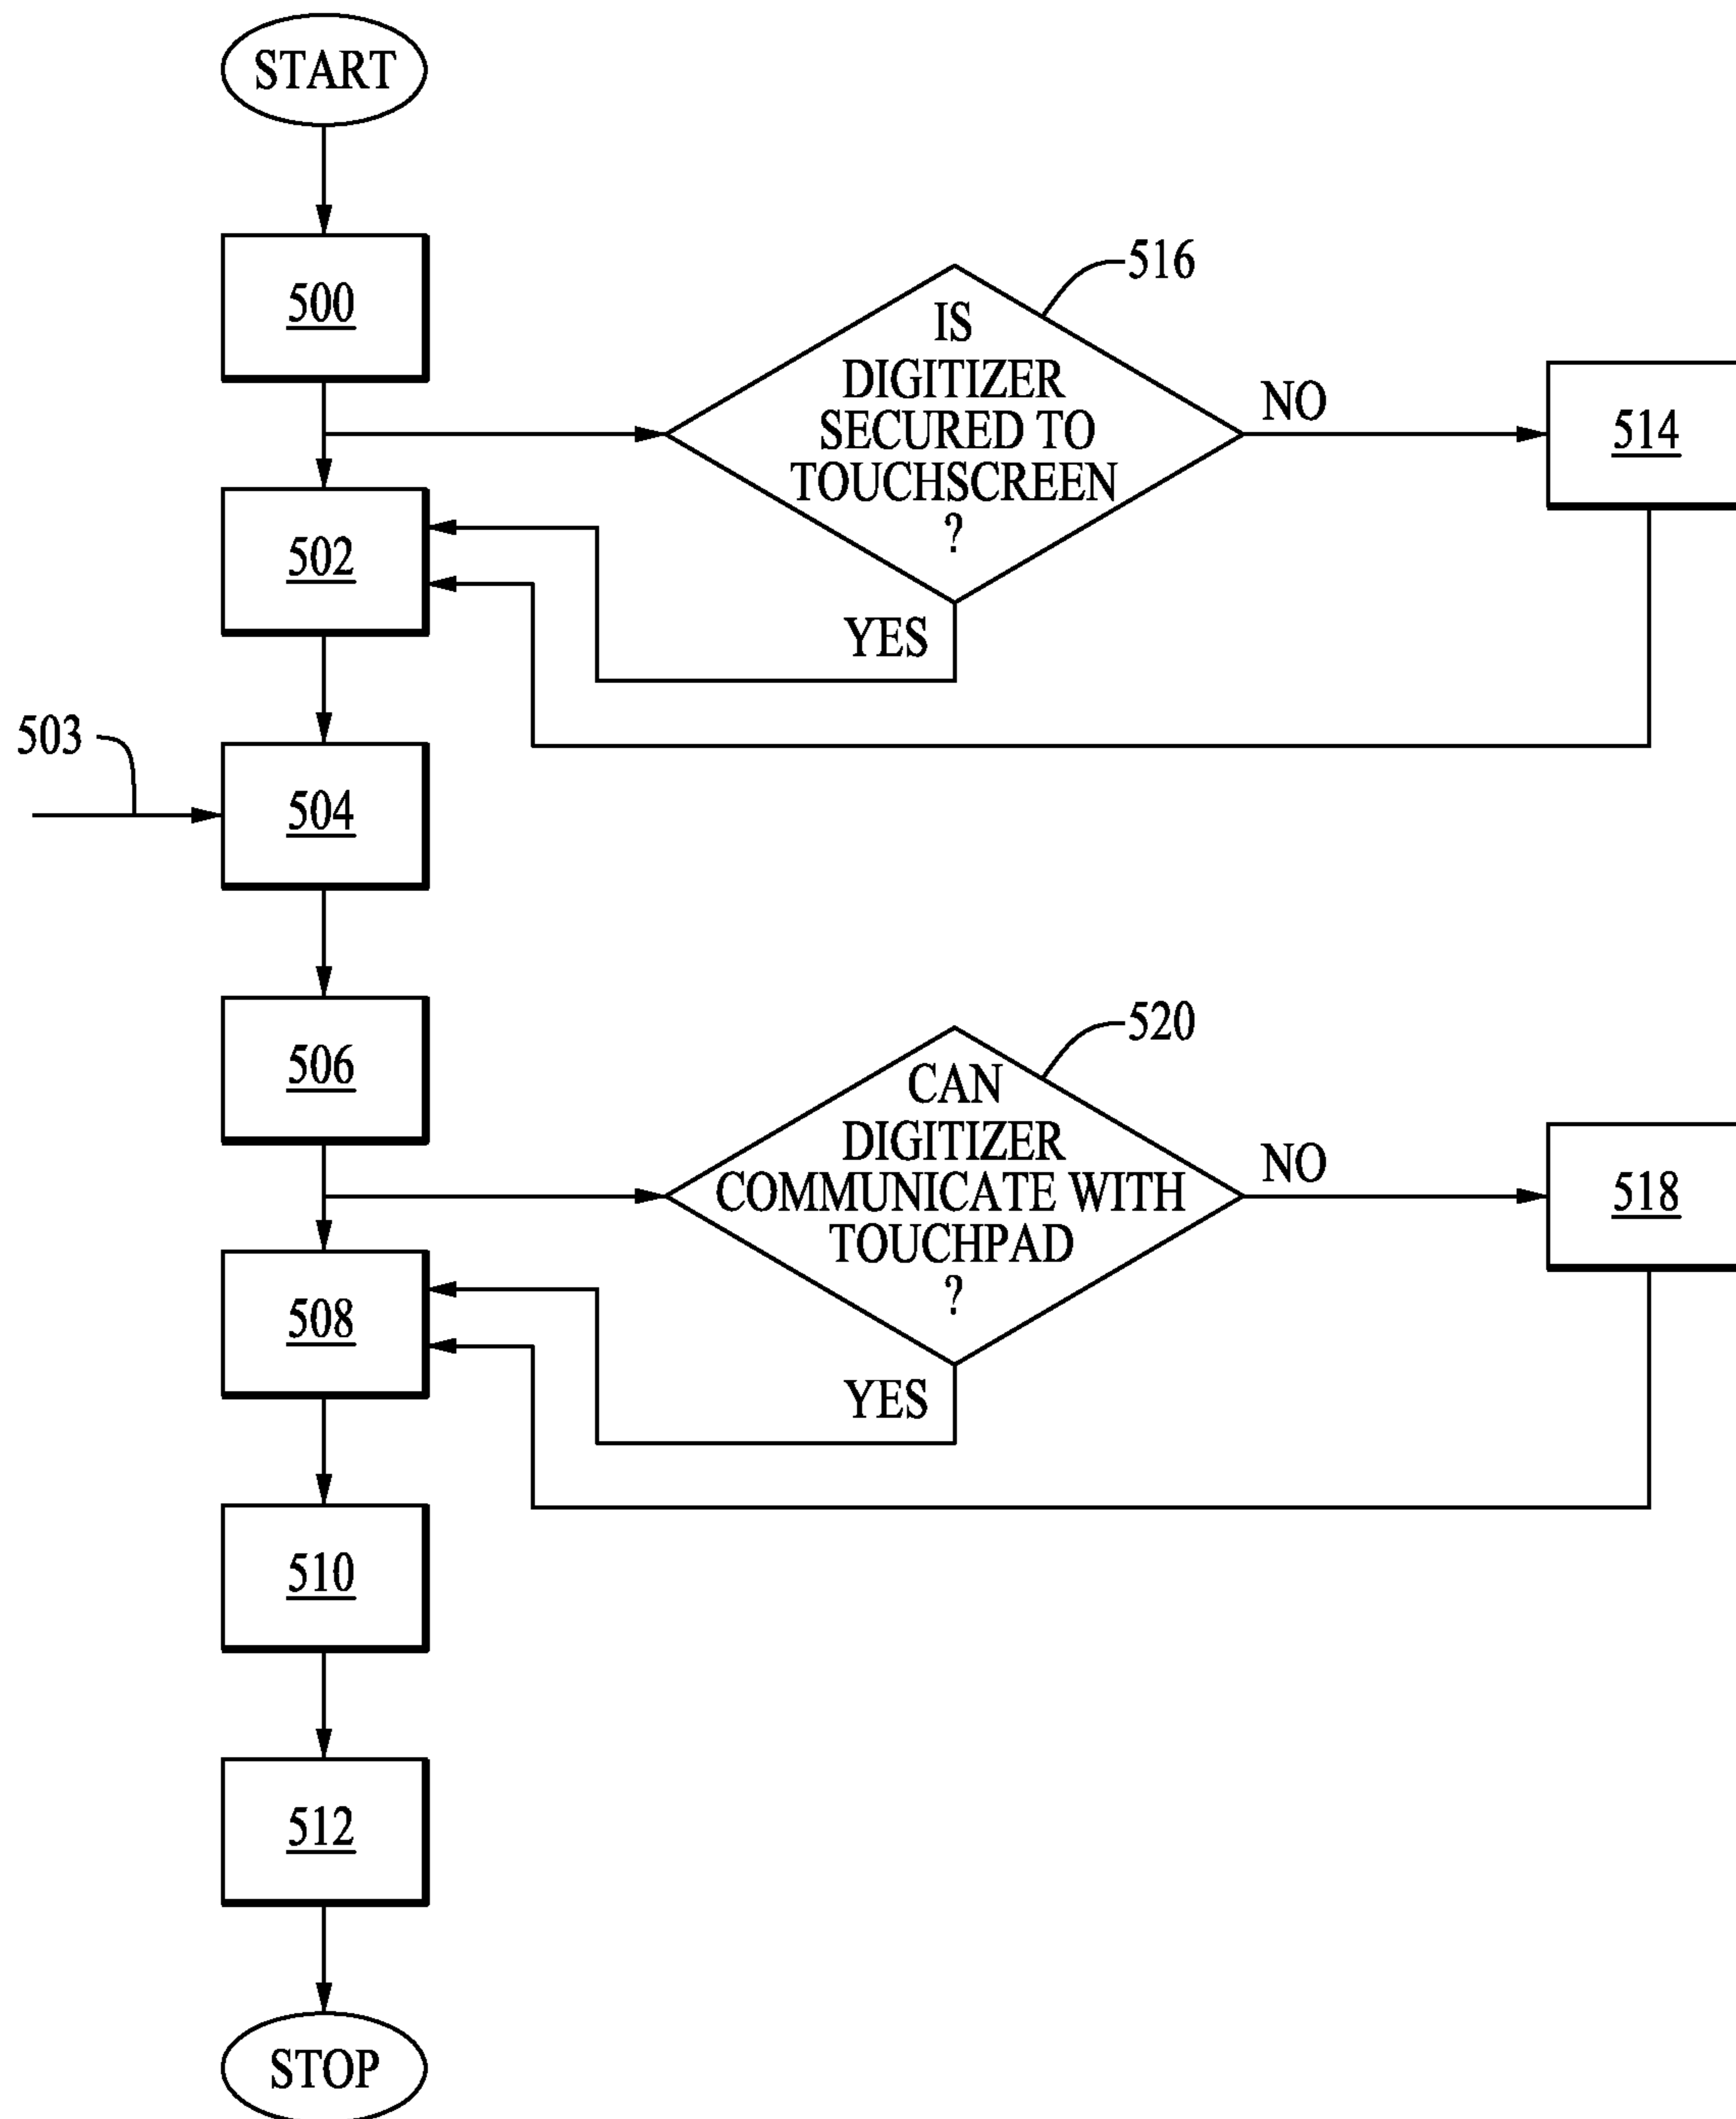 START
500
516
IS
DIGITIZER
SECURED TO
TOUCHSCREEN
?
NO
514
502
YES
503
504
506
520
CAN
DIGITIZER
COMMUNICATE WITH
TOUCHPAD
?
NO
518
508
YES
510
512
STOP